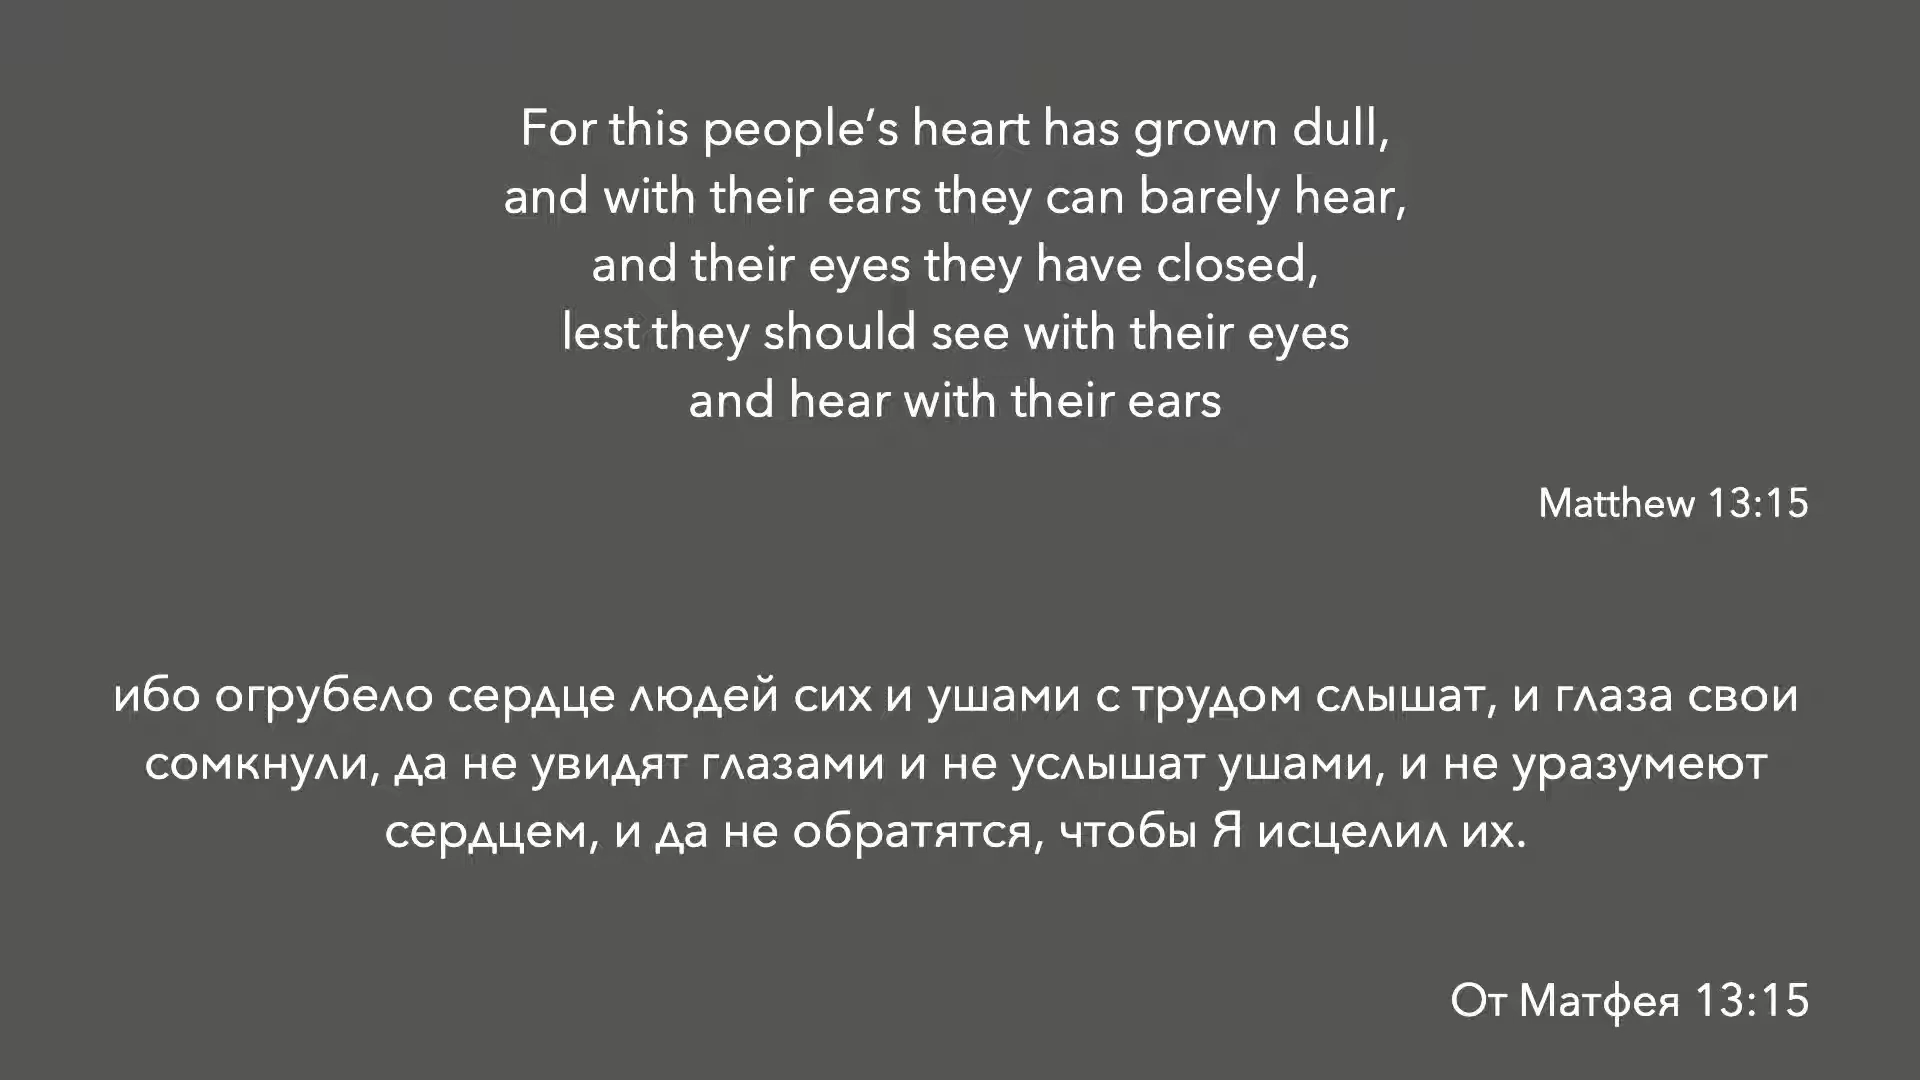 For this people’s heart has grown dull,
and with their ears they can barely hear,
and their eyes they have closed,
lest they should see with their eyes
and hear with their ears
Matthew 13:15
ибо огрубело сердце людей сих и ушами с трудом слышат, и глаза свои
сомкнули, да не увидят глазами и не услышат ушами, и не уразумеют
сердцем, и да не обратятся, чтобы Я исцелил их.
От Матфея 13:15